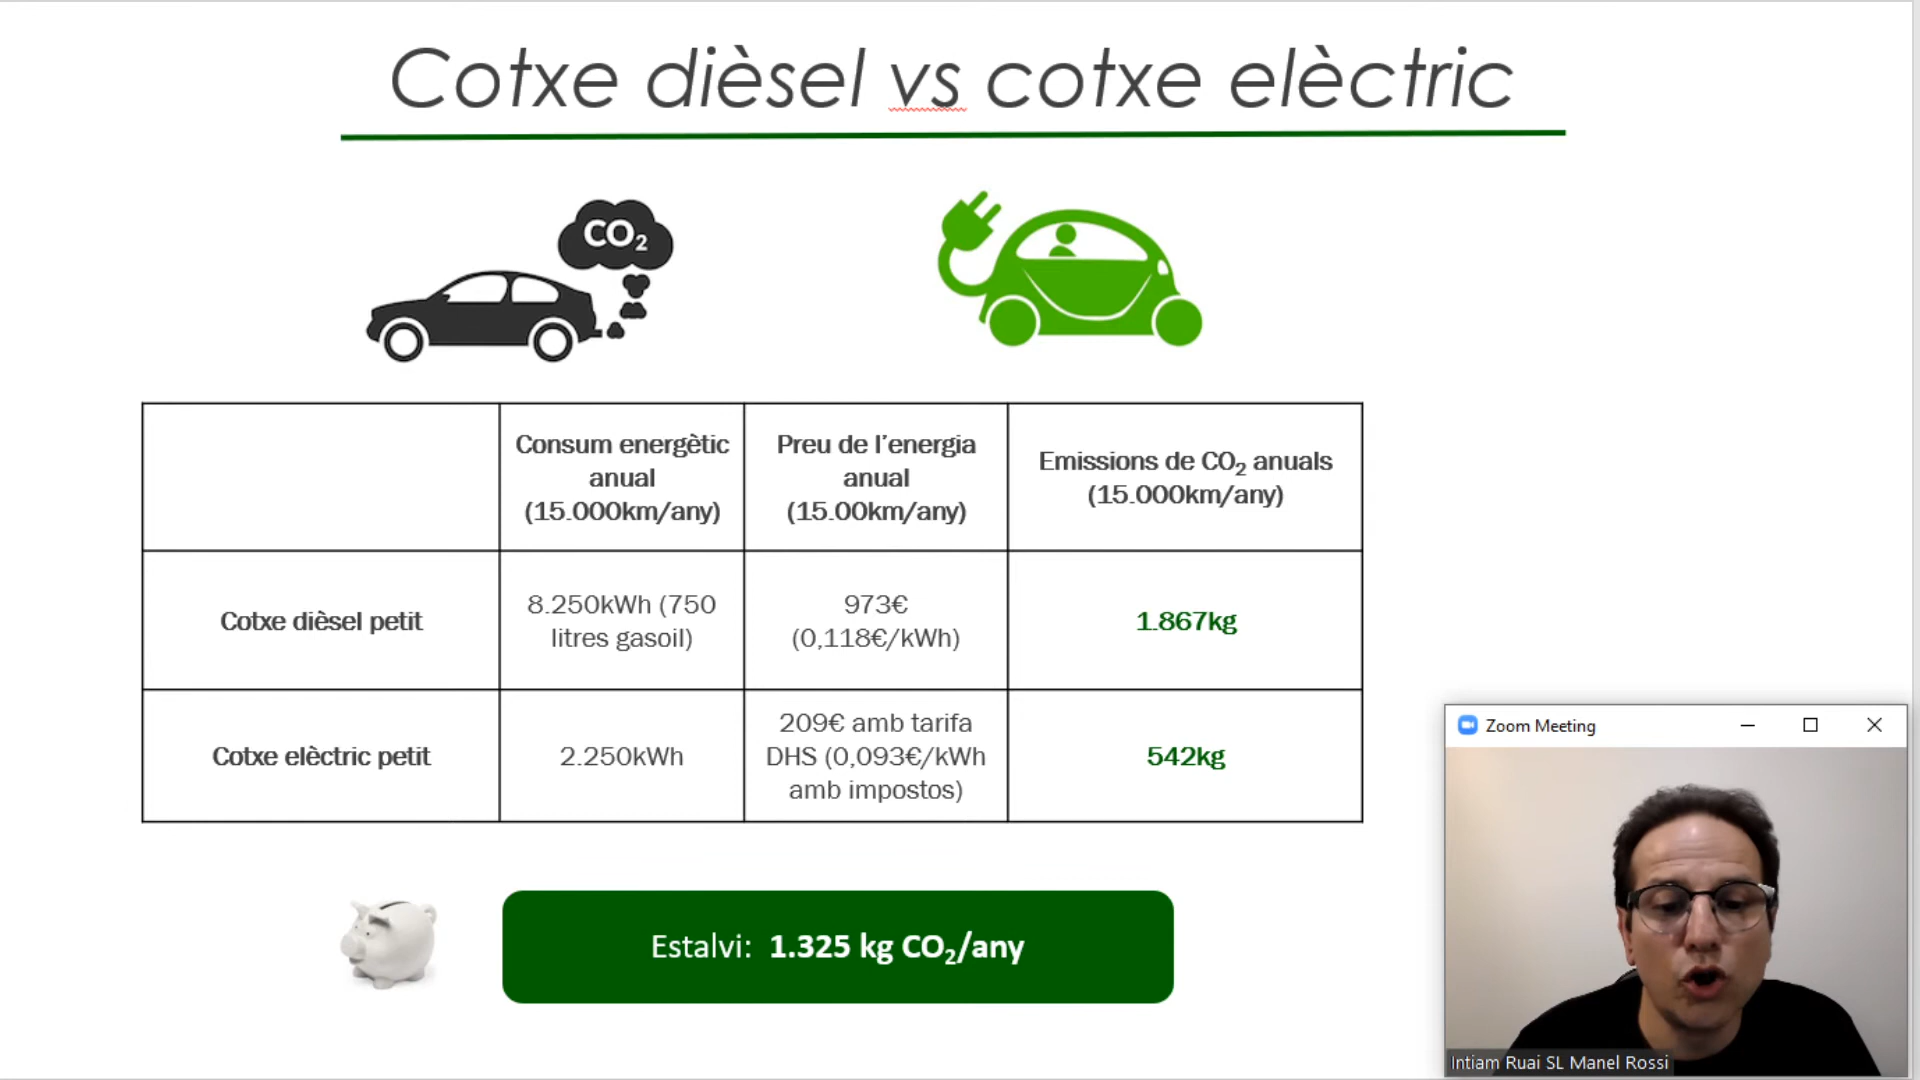 Cotxe dièsel vs cotxe elèctric
CO₂
Consum energètic
anual
(15.000km/any)
Preu de l'energia
anual
(15.00km/any)
Emissions de CO₂ anuals
(15.000km/any)
Cotxe dièsel petit
8.250kWh (750
litres gasoil)
973€
(0,118€/kWh)
1.867kg
Cotxe elèctric petit
2.250kWh
209€ amb tarifa
DHS (0,093€/kWh
amb impostos)
542kg
Estalvi: 1.325 kg CO₂/any
Zoom Meeting
Intiam Ruai SL Manel Rossi